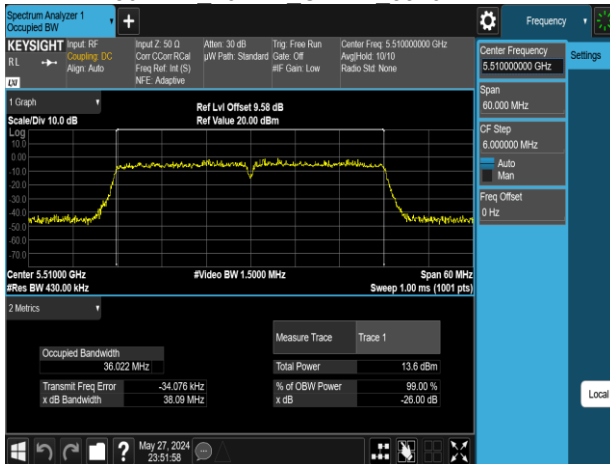 Spectrum Analyzer 1
Occupied BW
+
Frequency
KEYSIGHT
RL
LXI
Input: RF
Coupling: DC
Align: Auto
Input Z: 50 Ω
Corr CCorr RCal
Freq Ref: Int (S)
NFE: Adaptive
Atten: 30 dB
µW Path: Standard
Trig: Free Run
Gate: Off
#IF Gain: Low
Center Freq: 5.510000000 GHz
Avg|Hold: 10/10
Radio Std: None
Center Frequency
5.510000000 GHz
Span
60.000 MHz
CF Step
6.000000 MHz
Auto
Man
Freq Offset
0 Hz
Settings
Local
1 Graph
Scale/Div 10.0 dB
Ref Lvl Offset 9.58 dB
Ref Value 20.00 dBm
Log
10.0
0.00
-10.0
-20.0
-30.0
-40.0
-50.0
-60.0
-70.0
Center 5.51000 GHz
#Video BW 1.5000 MHz
Span 60 MHz
#Res BW 430.00 kHz
Sweep 1.00 ms (1001 pts)
2 Metrics
Measure Trace
Trace 1
Occupied Bandwidth
36.022 MHz
Total Power
13.6 dBm
Transmit Freq Error
-34.076 kHz
% of OBW Power
99.00 %
x dB Bandwidth
38.09 MHz
x dB
-26.00 dB
?
May 27, 2024
23:51:58